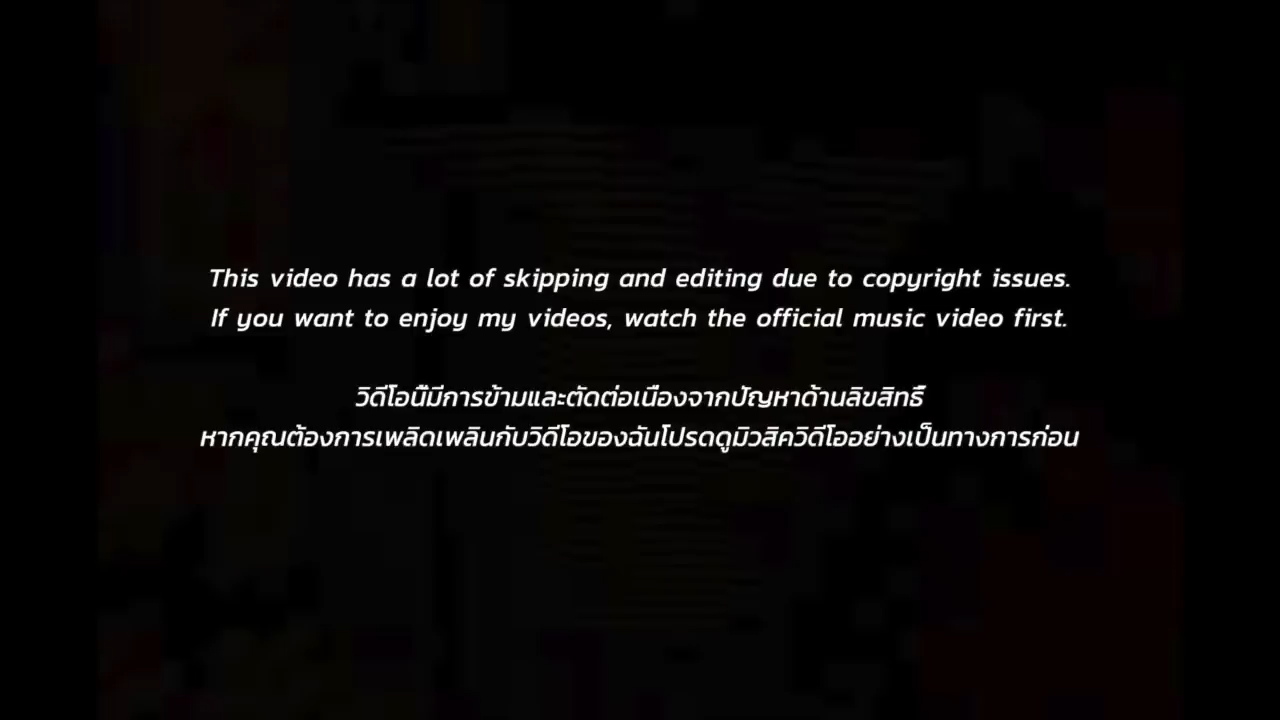 This video has a lot of skipping and editing due to copyright issues.
If you want to enjoy my videos, watch the official music video first.
วิดีโอนี้มีการข้ามและตัดต่อเนื่องจากปัญหาด้านลิขสิทธิ์
หากคุณต้องการเพลิดเพลินกับวิดีโอของฉันโปรดดูมิวสิควิดีโออย่างเป็นทางการก่อน